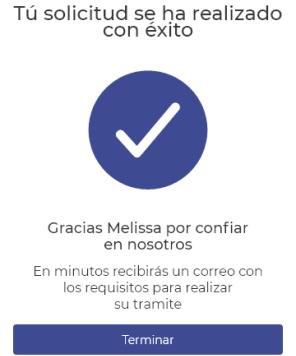 Tú solicitud se ha realizado
con éxito
Gracias Melissa por confiar
en nosotros
En minutos recibirás un correo con
los requisitos para realizar
su tramite
Terminar